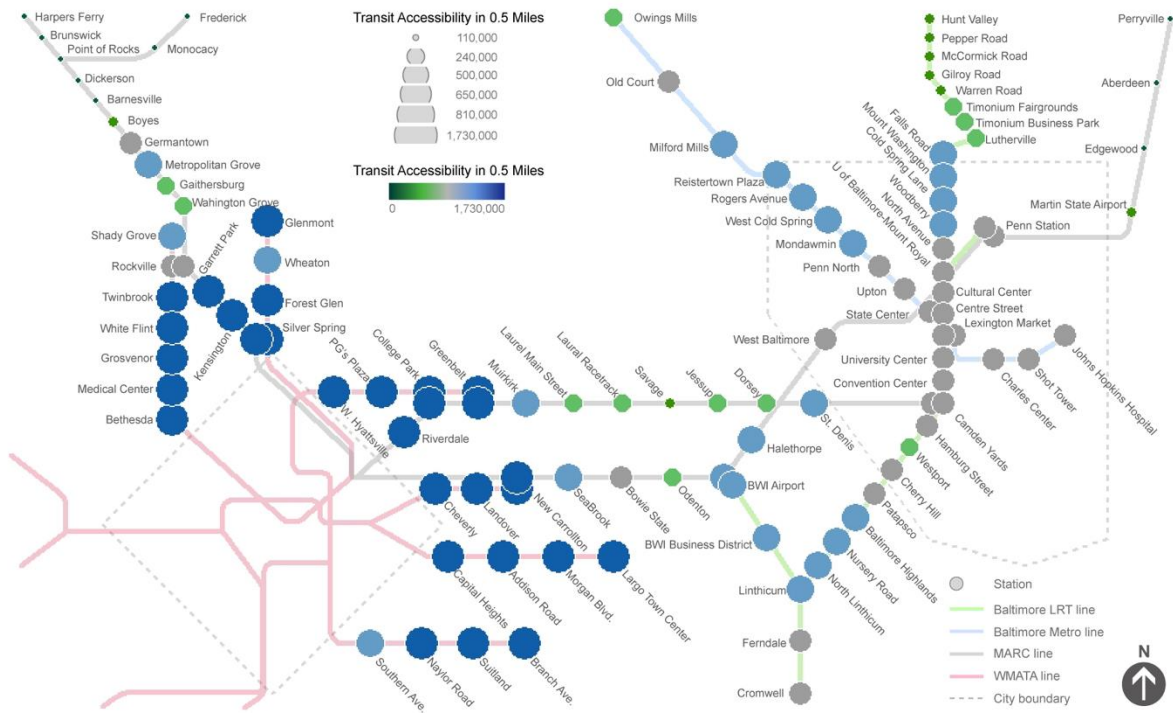 Harpers Ferry
Frederick
Brunswick
Point of Rocks
Monocacy
Dickerson
Barnesville
Boyes
Germantown
Metropolitan Grove
Gaithersburg
Wahington Grove
Shady Grove
Garrett Park
Rockville
Twinbrook
White Flint
Grosvenor
Medical Center
Bethesda
Kensington
Glenmont
Wheaton
Forest Glen
Silver Spring
Transit Accessibility in 0.5 Miles
110,000
240,000
500,000
650,000
810,000
1,730,000
Transit Accessibility in 0.5 Miles
0
1,730,000
PG's Plaza
College Park
Greenbelt
Muirkirk
Laurel Main Street
Laural Racetrack
Savage
Jessup
Dorsey
St. Denis
W. Hyattsville
Riverdale
Cheverly
Landover
New Carrollton
SeaBrook
Bowie State
Odenton
BWI Airport
Halethorpe
West Baltimore
Capital Heights
Addison Road
Morgan Blvd.
Largo Town Center
Southern Ave.
Naylor Road
Suitland
Branch Ave.
Owings Mills
Old Court
Milford Mills
Reistertown Plaza
Rogers Avenue
West Cold Spring
Mondawmin
Penn North
Upton
State Center
Hunt Valley
Pepper Road
McCormick Road
Gilroy Road
Warren Road
Timonium Fairgrounds
Timonium Business Park
Lutherville
Falls Road
Mount Washington
Cold Spring Lane
Woodberry
North Avenue
U of Baltimore-Mount Royal
Penn Station
Perryville
Aberdeen
Edgewood
Martin State Airport
Cultural Center
Centre Street
Lexington Market
University Center
Convention Center
Charles Center
Shot Tower
Johns Hopkins Hospital
Camden Yards
Hamburg Street
Westport
Cherry Hill
Patapsco
Baltimore Highlands
Nursery Road
North Linthicum
BWI Business District
Linthicum
Ferndale
Cromwell
Station
Baltimore LRT line
Baltimore Metro line
MARC line
WMATA line
City boundary
N